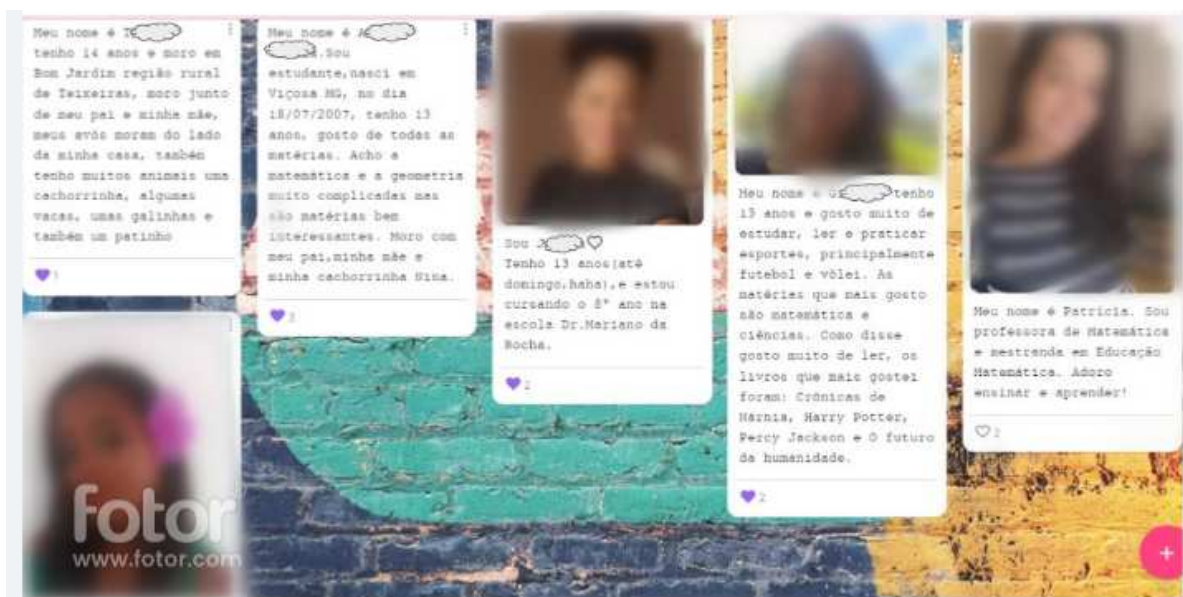 Meu nome é T
tenho 14 anos e moro em
Bom Jardim região rural
de Teixeiras, moro junto
de meu pai e minha mãe,
meus avós moram do lado
da minha casa, também
tenho muitos animais uma
cachorrinha, algumas
vacas, umas galinhas e
também um patinho
1
Meu nome é A
.Sou
estudante,nasci em
Viçosa MG, no dia
18/07/2007, tenho 13
anos, gosto de todas as
matérias. Acho a
matemática e a geometria
muito complicadas mas
são matérias bem
interessantes. Moro com
meu pai,minha mãe e
minha cachorrinha Nina.
2
Sou J
Tenho 13 anos(até
domingo,haha),e estou
cursando o 8° ano na
escola Dr.Mariano da
Rocha.
2
Meu nome é Gi tenho
13 anos e gosto muito de
estudar, ler e praticar
esportes, principalmente
futebol e vôlei. As
matérias que mais gosto
são matemática e
ciências. Como disse
gosto muito de ler, os
livros que mais gostei
foram: Crônicas de
Nárnia, Harry Potter,
Percy Jackson e O futuro
da humanidade.
2
Meu nome é Patrícia. Sou
professora de Matemática
e mestranda em Educação
Matemática. Adoro
ensinar e aprender!
2
fotor
www.fotor.com